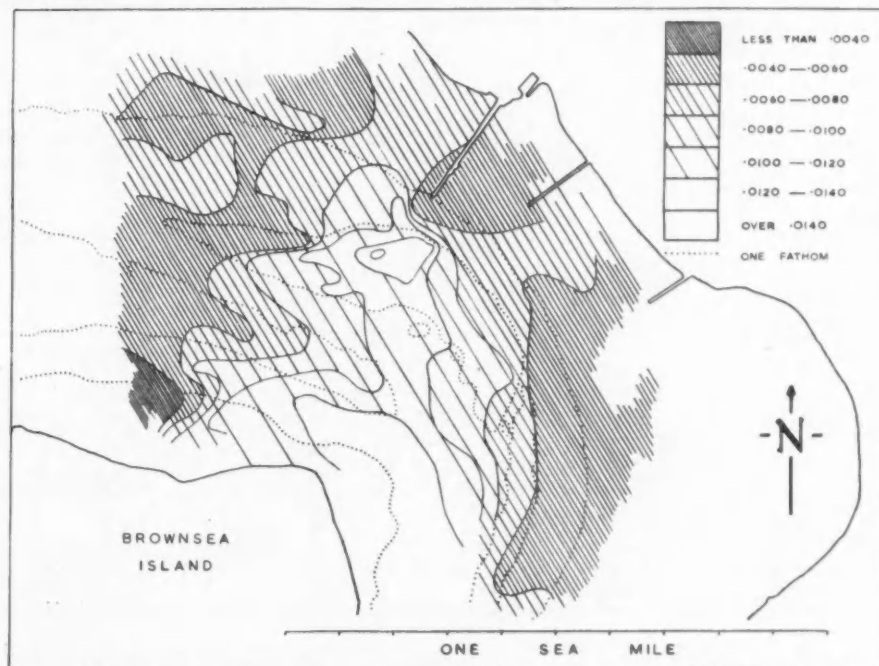 LESS THAN ·0040
·0040 — ·0060
·0060 — ·0080
·0080 — ·0100
·0100 — ·0120
·0120 — ·0140
OVER ·0140
ONE FATHOM
N
BROWNSEA
ISLAND
ONE SEA MILE